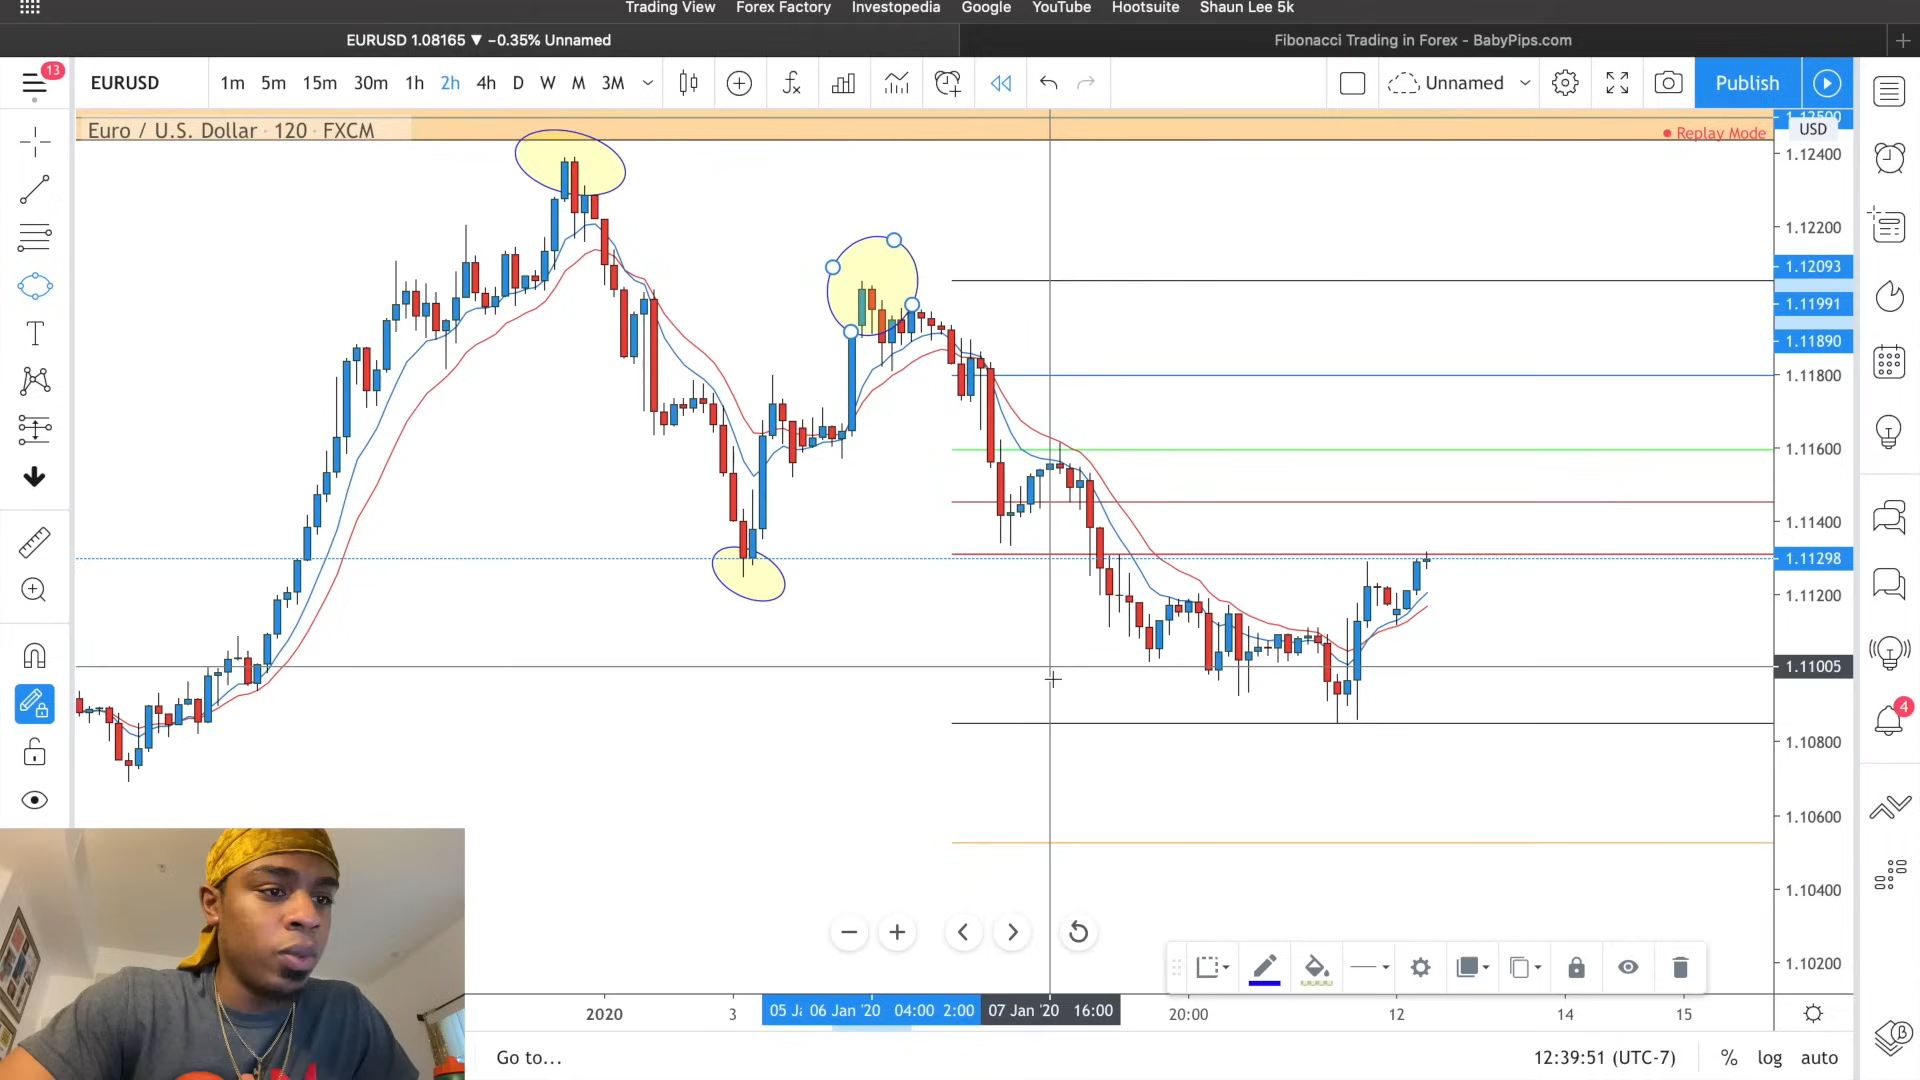 Trading View Forex Factory Investopedia Google YouTube Hootsuite Shaun Lee 5k
EURUSD 1.08165 ▼ −0.35% Unnamed
Fibonacci Trading in Forex - BabyPips.com
13
EURUSD 1m 5m 15m 30m 1h 2h 4h D W M 3M Unnamed Publish
Euro / U.S. Dollar · 120 · FXCM
Replay Mode
1.12500
USD
1.12400
1.12200
1.12093
1.11991
1.11890
1.11800
1.11600
1.11400
1.11298
1.11200
1.11005
1.10800
1.10600
1.10400
1.10200
4
2020 3 05 J 06 Jan '20 04:00 2:00 07 Jan '20 16:00 20:00 12 14 15
Go to...
12:39:51 (UTC-7) % log auto